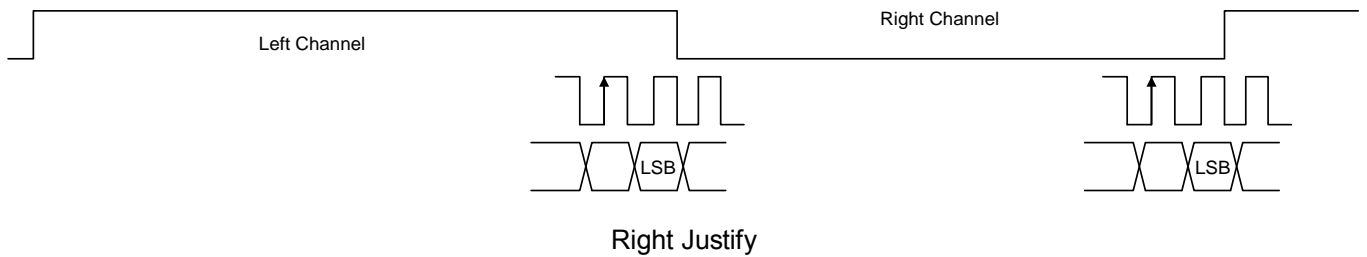 Right Channel
Left Channel
LSB
LSB
Right Justify